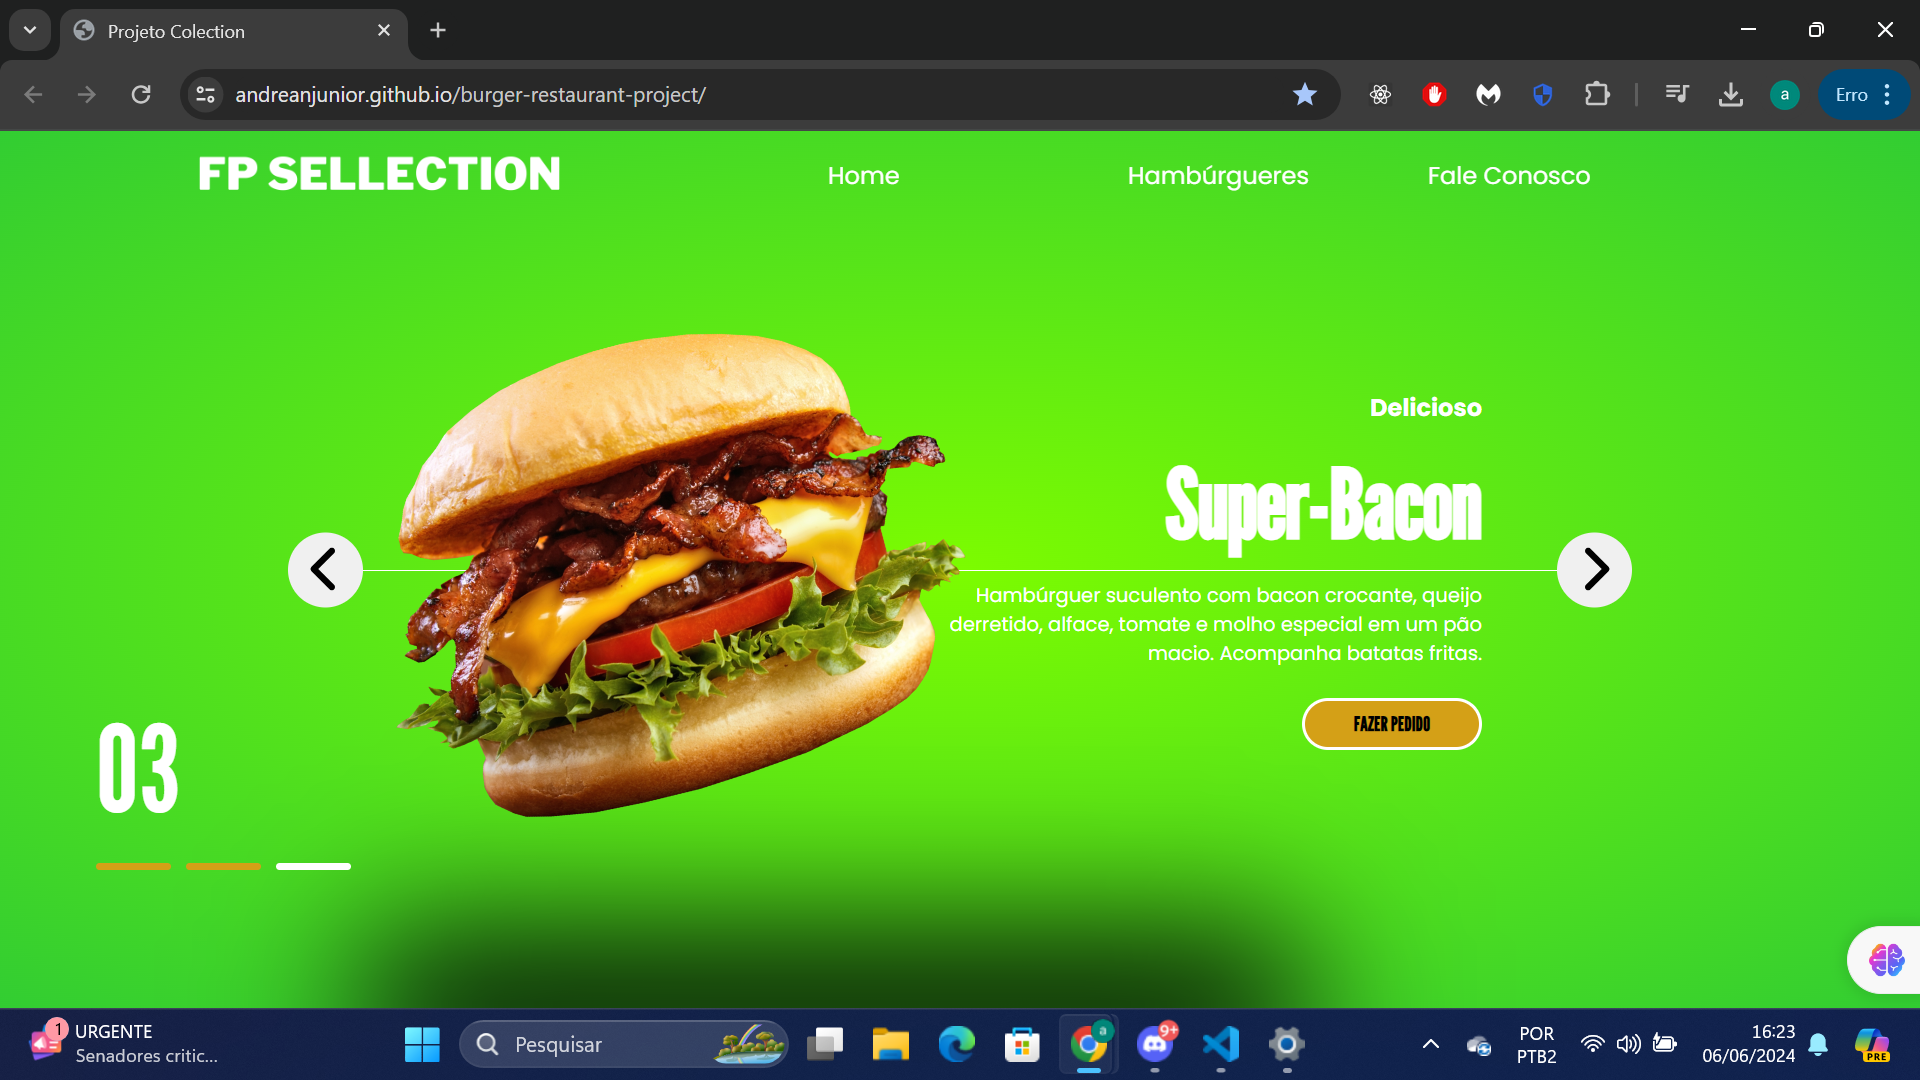 Projeto Colection
andreanjunior.github.io/burger-restaurant-project/
a
Erro
FP SELLECTION
Home
Hambúrgueres
Fale Conosco
Delicioso
Super-Bacon
Hambúrguer suculento com bacon crocante, queijo
derretido, alface, tomate e molho especial em um pão
macio. Acompanha batatas fritas.
FAZER PEDIDO
03
1
URGENTE
Senadores critic...
Pesquisar
a
9+
POR
PTB2
16:23
06/06/2024
PRE